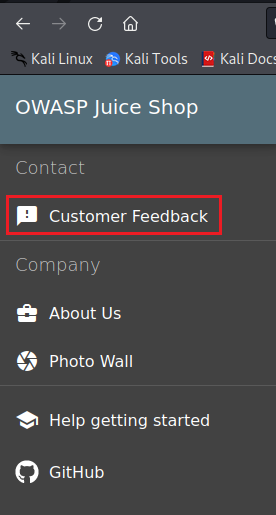 Kali Linux Kali Tools Kali Docs
OWASP Juice Shop
Contact
Customer Feedback
Company
About Us
Photo Wall
Help getting started
GitHub